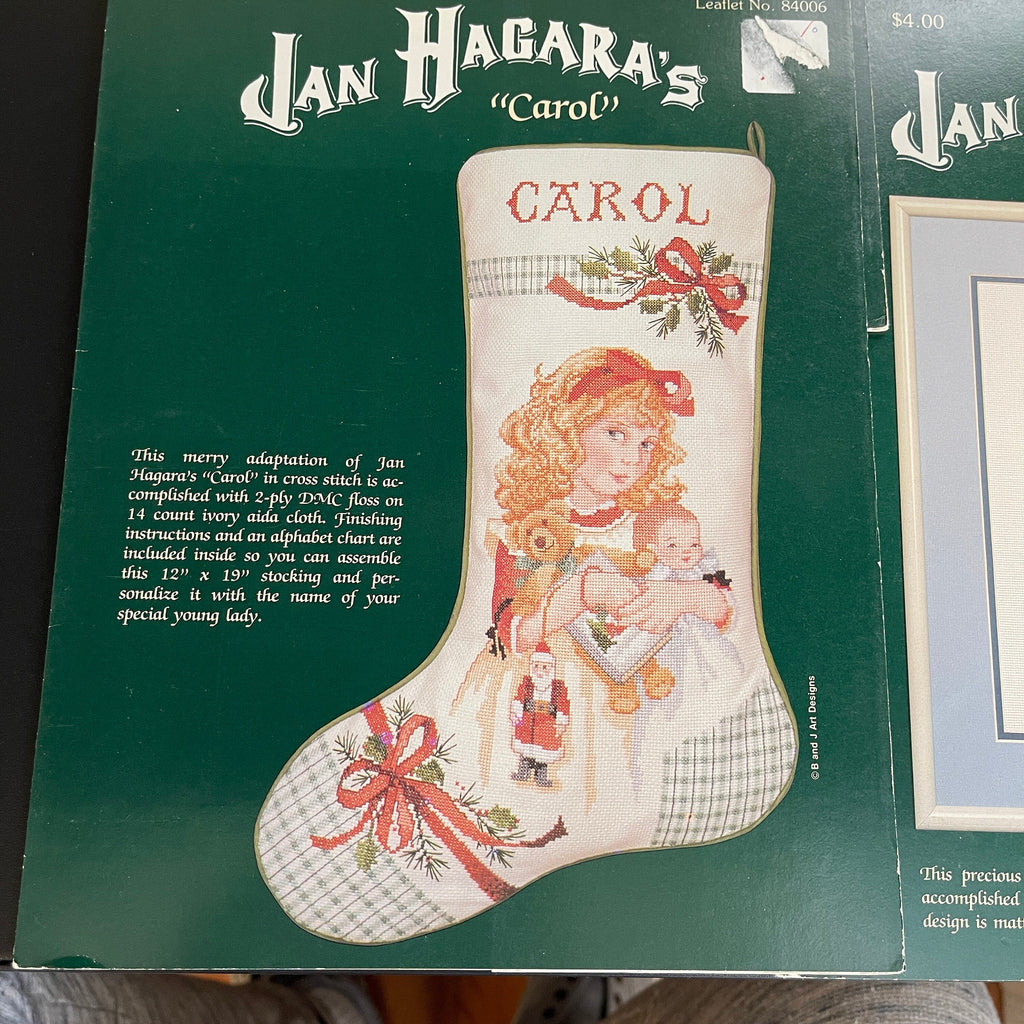 Leaflet No. 84006
JAN HAGARA'S
"Carol"
CAROL
This merry adaptation of Jan
Hagara's "Carol" in cross stitch is ac-
complished with 2-ply DMC floss on
14 count ivory aida cloth. Finishing
instructions and an alphabet chart are
included inside so you can assemble
this 12" x 19" stocking and per-
sonalize it with the name of your
special young lady.
© B and J Art Designs
$4.00
JAN
This precious
accomplished
design is